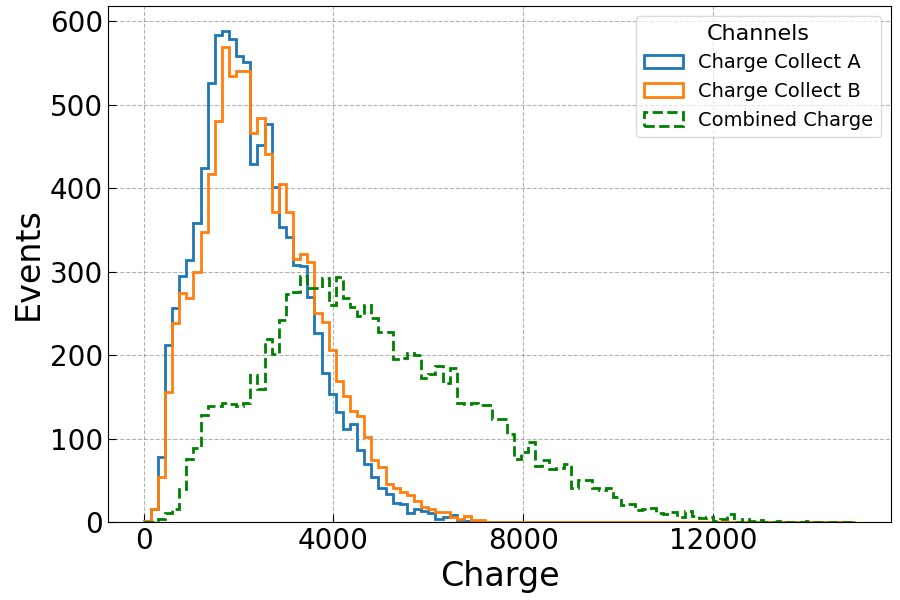 600
500
400
300
200
100
0
Events
0 4000 8000 12000
Charge
Channels
Charge Collect A
Charge Collect B
Combined Charge